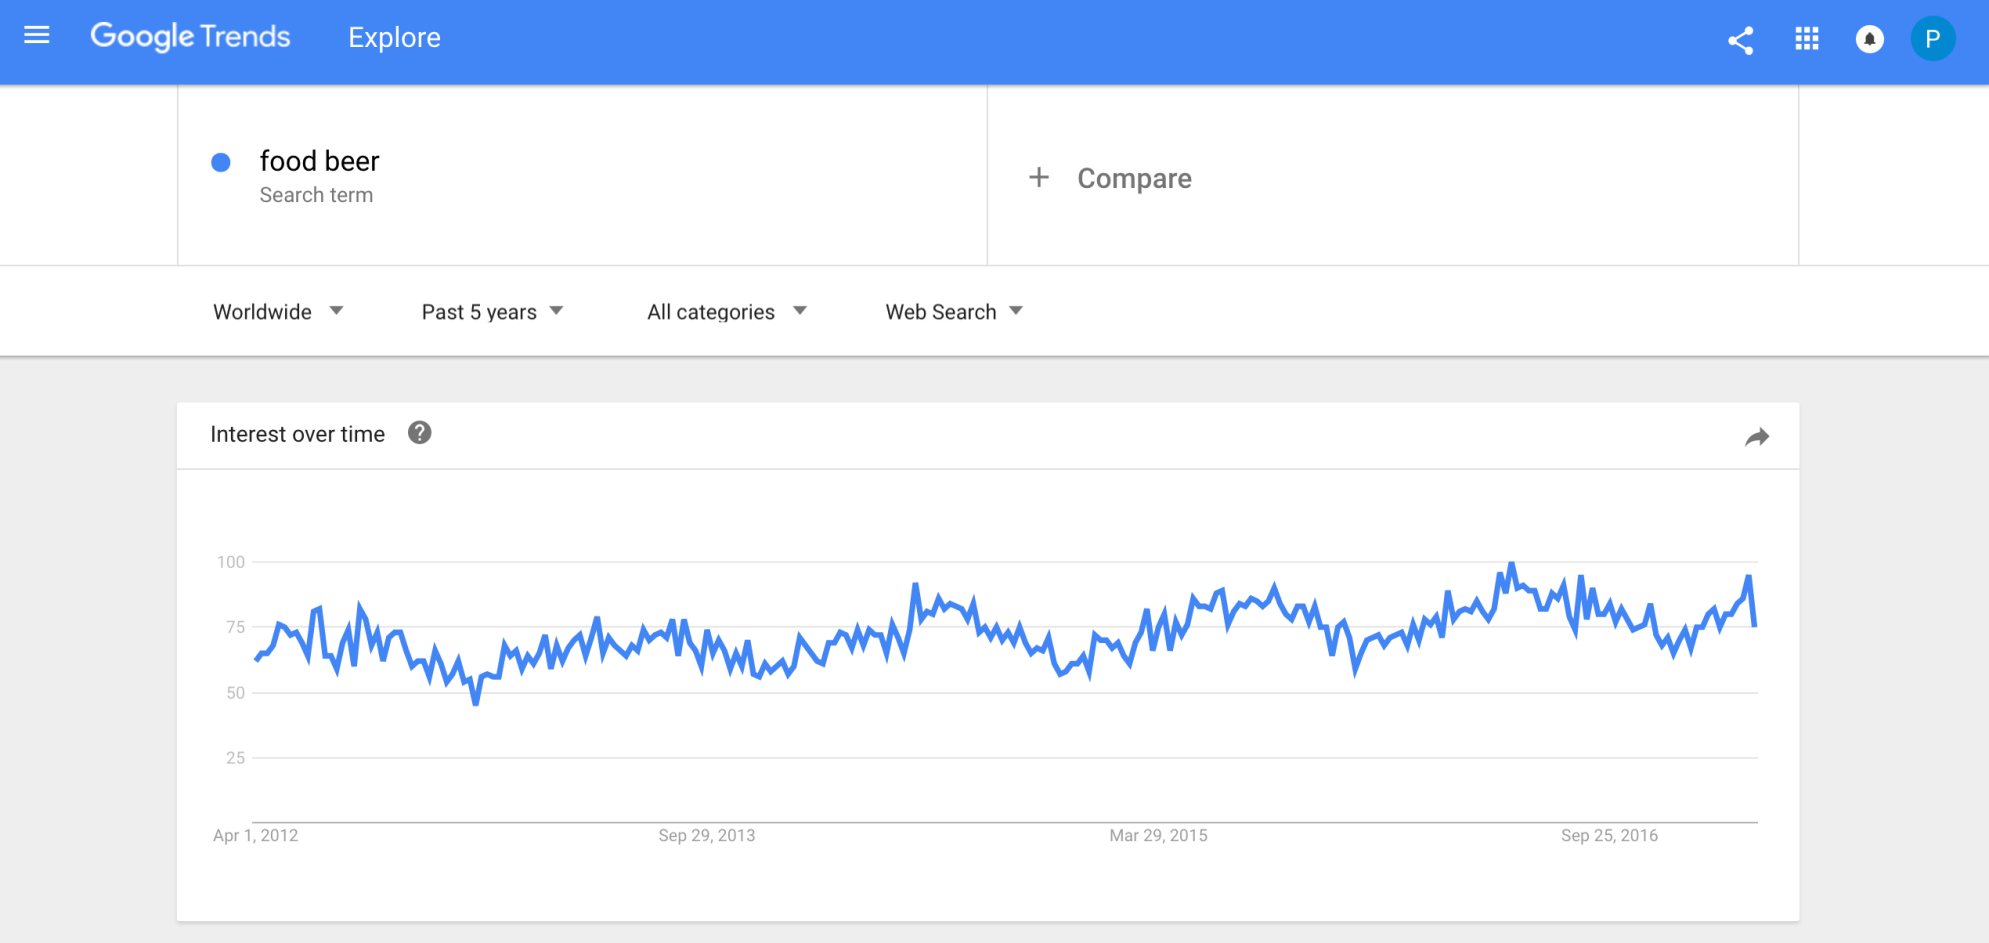 Google Trends Explore
P
food beer
Search term
+ Compare
Worldwide Past 5 years All categories Web Search
Interest over time ?
100
75
50
25
Apr 1, 2012 Sep 29, 2013 Mar 29, 2015 Sep 25, 2016